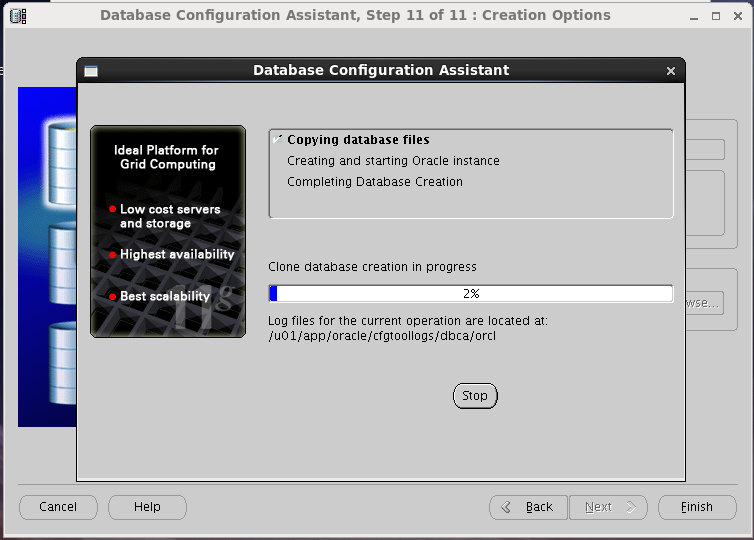 Database Configuration Assistant, Step 11 of 11 : Creation Options
Database Configuration Assistant
Ideal Platform for
Grid Computing
Low cost servers
and storage
Highest availability
Best scalability
11g
Copying database files
Creating and starting Oracle instance
Completing Database Creation
Clone database creation in progress
2%
Log files for the current operation are located at:
/u01/app/oracle/cfgtoollogs/dbca/orcl
Stop
wse...
Cancel
Help
Back
Next
Finish